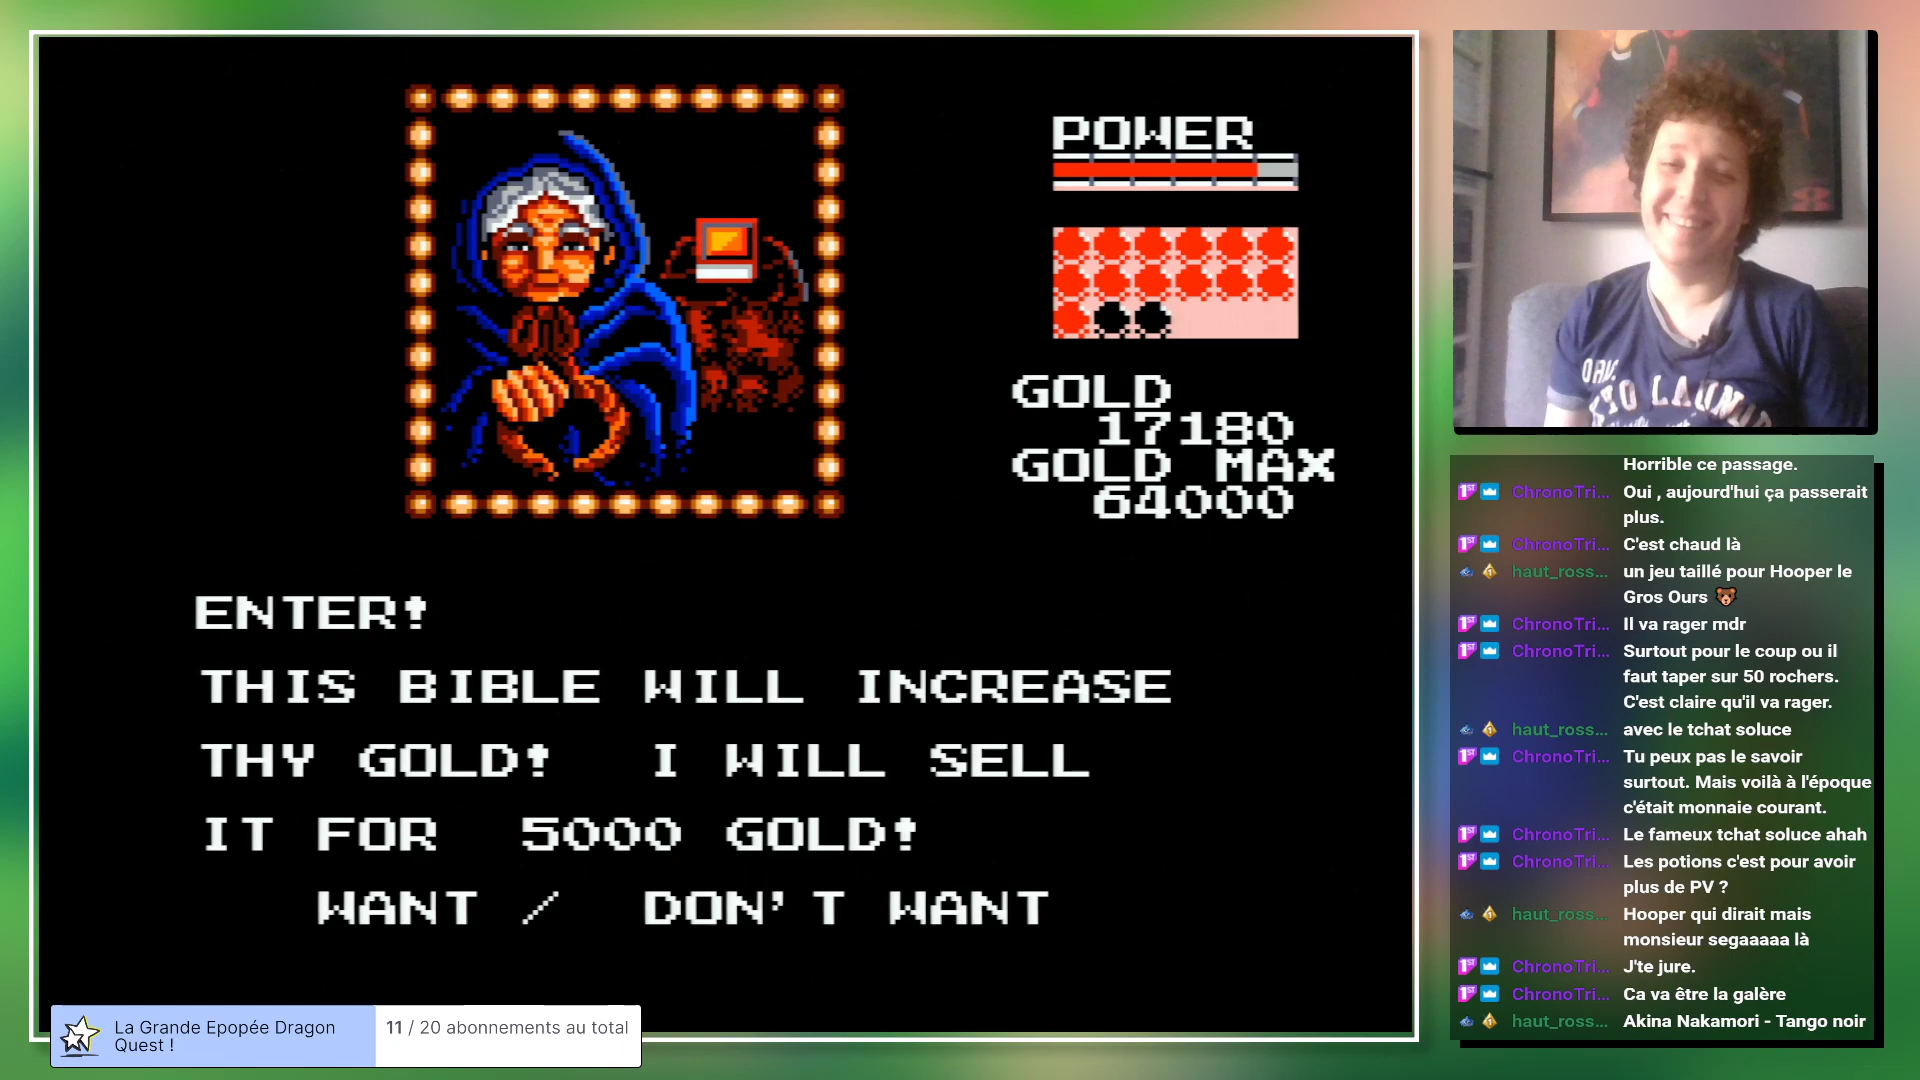 POWER
GOLD
17180
GOLD MAX
64000
ENTER!
THIS BIBLE WILL INCREASE
THY GOLD! I WILL SELL
IT FOR 5000 GOLD!
WANT / DON'T WANT
La Grande Epopée Dragon
Quest !
11 / 20 abonnements au total
Horrible ce passage.
ChronoTri... Oui , aujourd'hui ça passerait
plus.
ChronoTri... C'est chaud là
haut_ross... un jeu taillé pour Hooper le
Gros Ours 🐻
ChronoTri... Il va rager mdr
ChronoTri... Surtout pour le coup ou il
faut taper sur 50 rochers.
C'est claire qu'il va rager.
haut_ross... avec le tchat soluce
ChronoTri... Tu peux pas le savoir
surtout. Mais voilà à l'époque
c'était monnaie courant.
ChronoTri... Le fameux tchat soluce ahah
ChronoTri... Les potions c'est pour avoir
plus de PV ?
haut_ross... Hooper qui dirait mais
monsieur segaaaaa là
ChronoTri... J'te jure.
ChronoTri... Ca va être la galère
haut_ross... Akina Nakamori - Tango noir